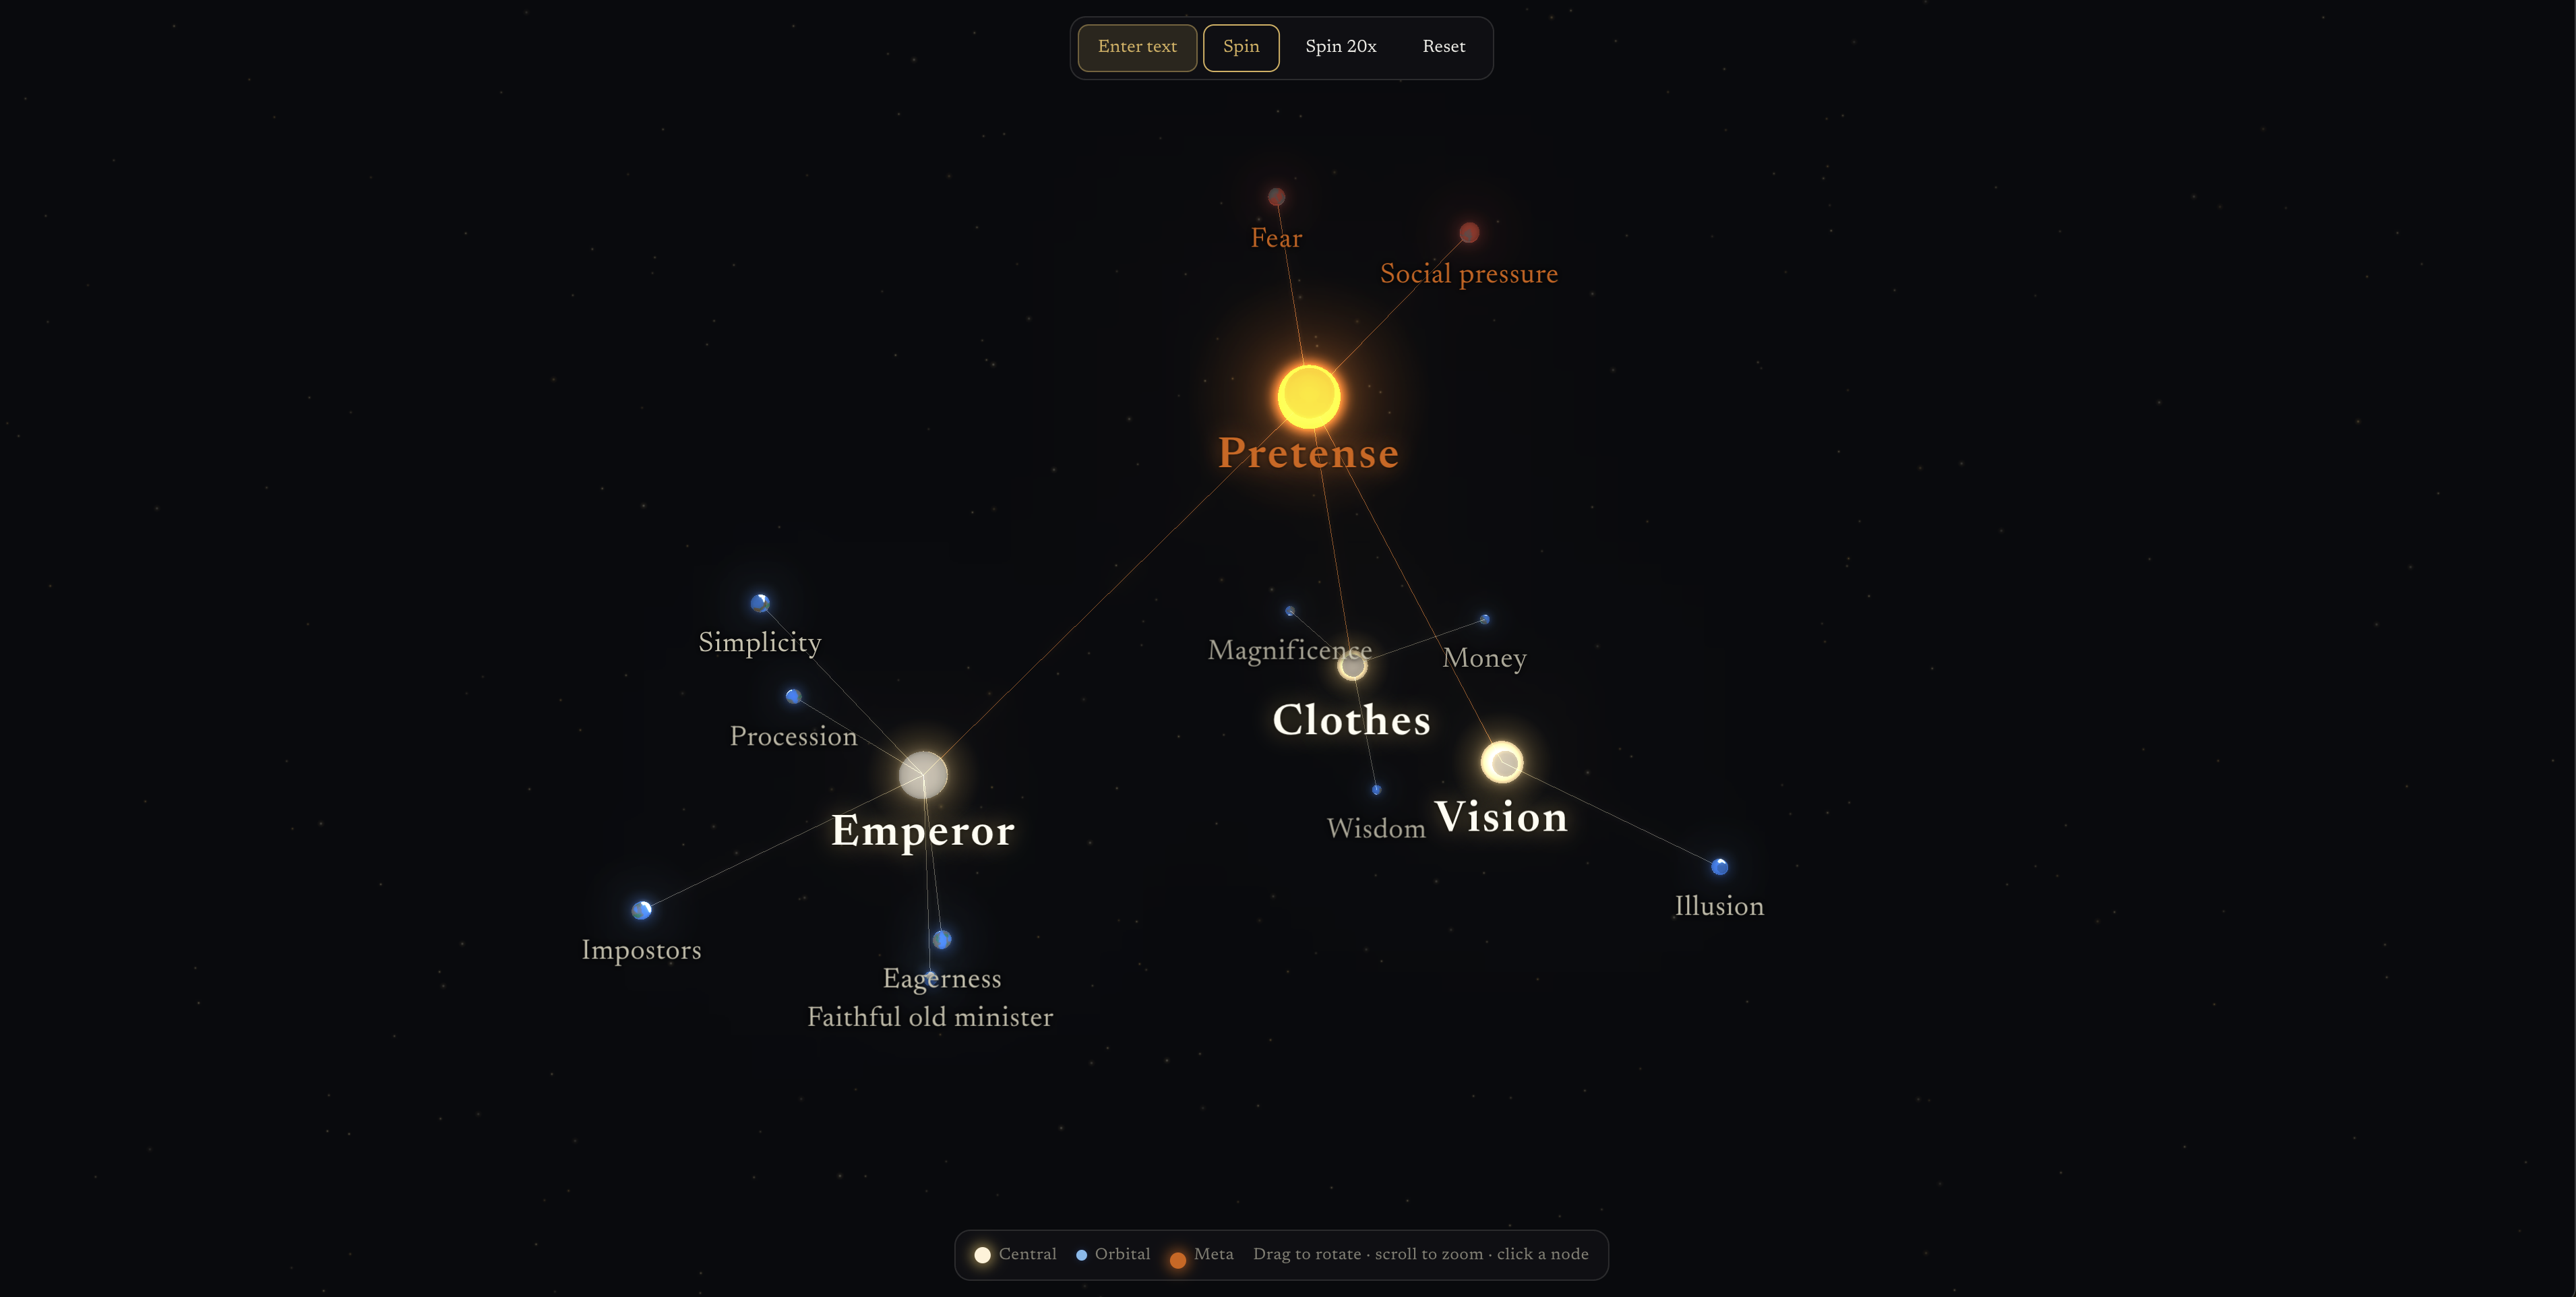 Enter text
Spin
Spin 20x
Reset
Fear
Social pressure
Pretense
Simplicity
Magnificence
Money
Procession
Clothes
Emperor
Wisdom
Vision
Illusion
Impostors
Eagerness
Faithful old minister
Central
Orbital
Meta
Drag to rotate · scroll to zoom · click a node